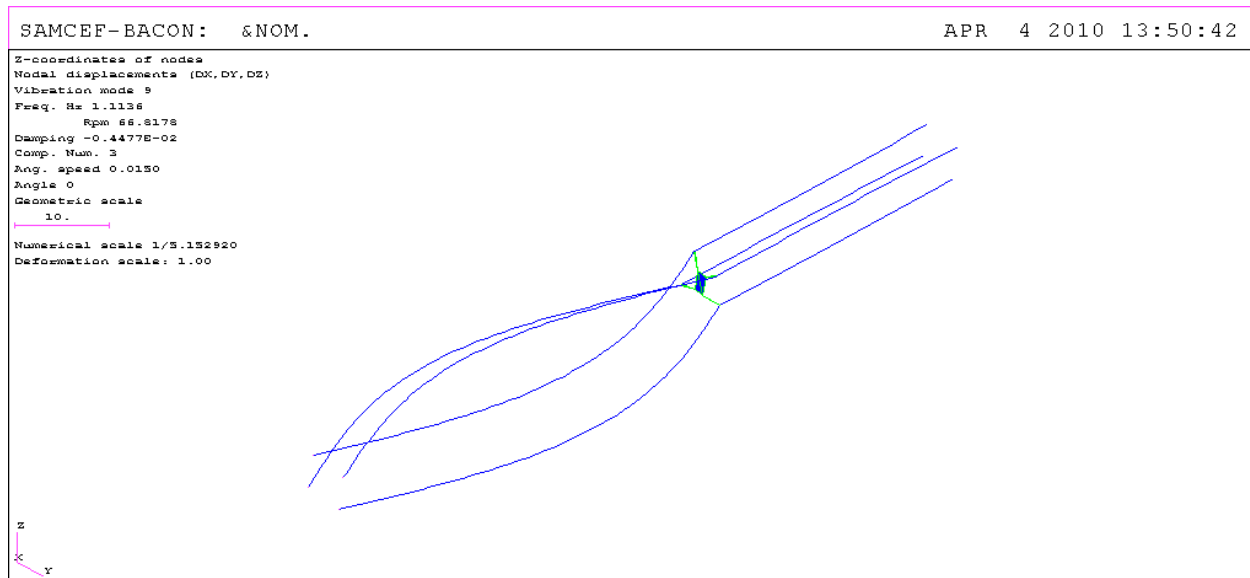 SAMCEF-BACON: &NOM. APR 4 2010 13:50:42
Z-coordinates of nodes
Nodal displacements (DX,DY,DZ)
Vibration mode 9
Freq. Hz 1.1136
Rpm 66.8178
Damping -0.4477E-02
Comp. Num. 3
Ang. speed 0.0150
Angle 0
Geometric scale
10.
Numerical scale 1/5.152920
Deformation scale: 1.00
Z
X
Y